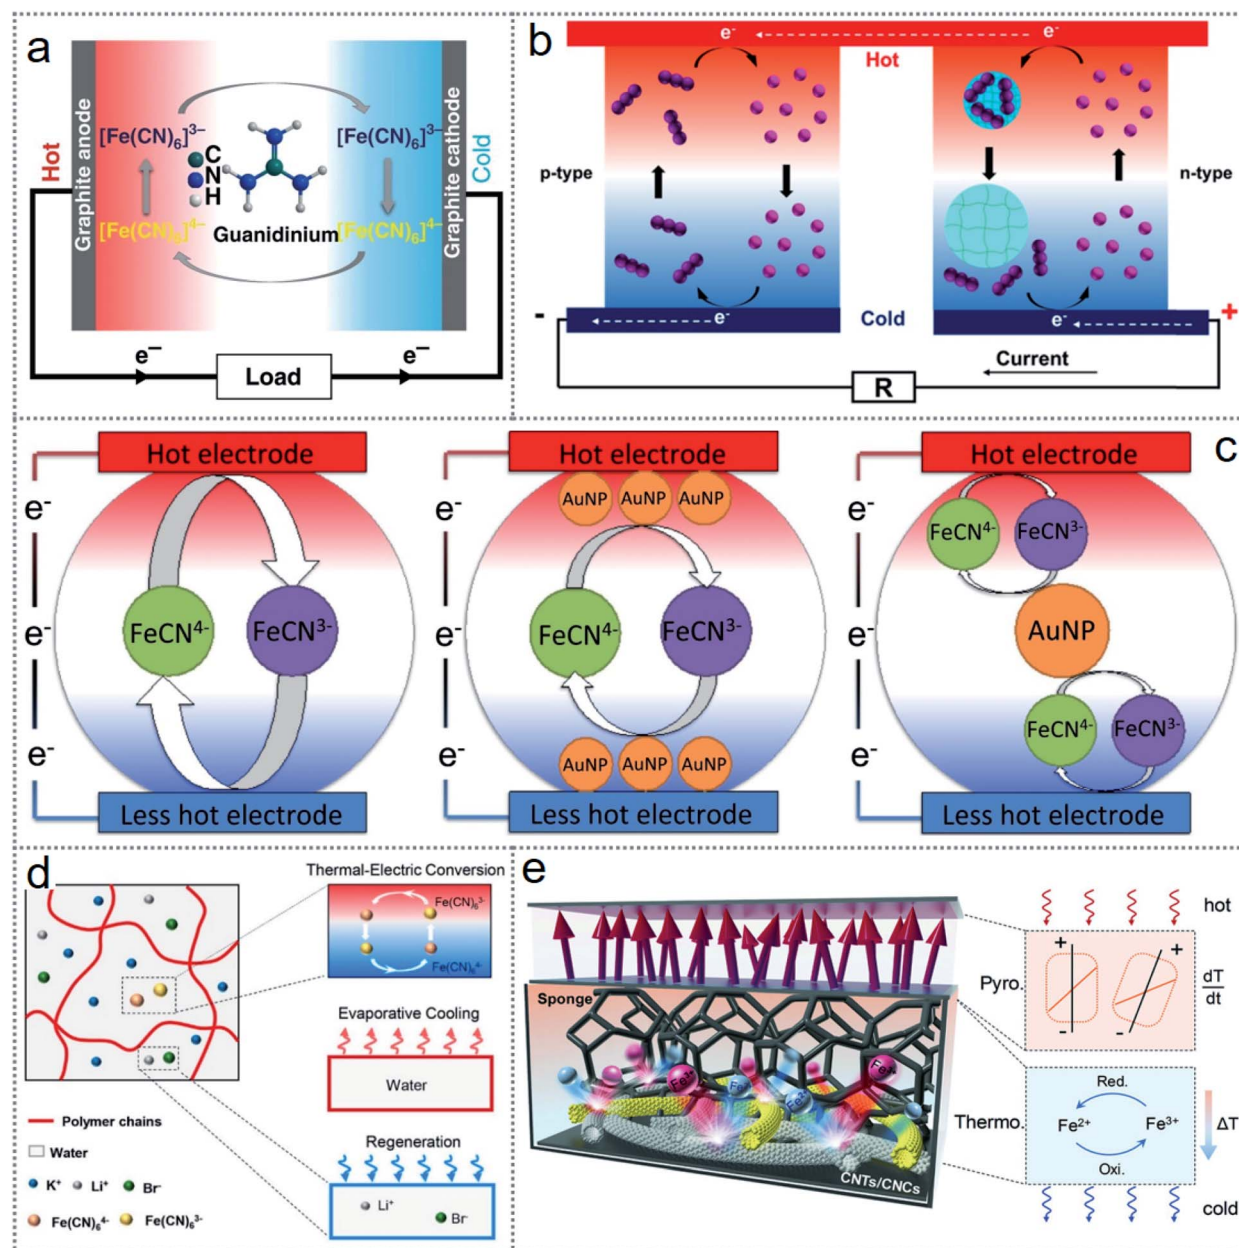 a
Hot
Graphite anode
[Fe(CN)₆]³⁻
[Fe(CN)₆]³⁻
C
N
H
[Fe(CN)₆]⁴⁻
Guanidinium
[Fe(CN)₆]⁴⁻
Graphite cathode
Cold
e⁻
Load
e⁻
b
e⁻
e⁻
Hot
p-type
n-type
-
e⁻
Cold
e⁻
+
Current
R
c
Hot electrode
e⁻
FeCN⁴⁻
FeCN³⁻
e⁻
e⁻
Less hot electrode
Hot electrode
AuNP
AuNP
AuNP
e⁻
FeCN⁴⁻
FeCN³⁻
e⁻
e⁻
AuNP
AuNP
AuNP
Less hot electrode
Hot electrode
e⁻
FeCN⁴⁻
FeCN³⁻
e⁻
AuNP
FeCN⁴⁻
FeCN³⁻
e⁻
Less hot electrode
d
Thermal-Electric Conversion
Fe(CN)₆³⁻
Fe(CN)₆⁴⁻
Evaporative Cooling
Water
Regeneration
Li⁺
Br⁻
Polymer chains
Water
K⁺ Li⁺ Br⁻
Fe(CN)₆⁴⁻ Fe(CN)₆³⁻
e
Sponge
Fe³⁺
Fe²⁺
Fe²⁺
Fe³⁺
CNTs/CNCs
hot
Pyro.
+
-
+
-
dT
dt
Thermo.
Red.
Fe²⁺
Fe³⁺
Oxi.
ΔT
cold